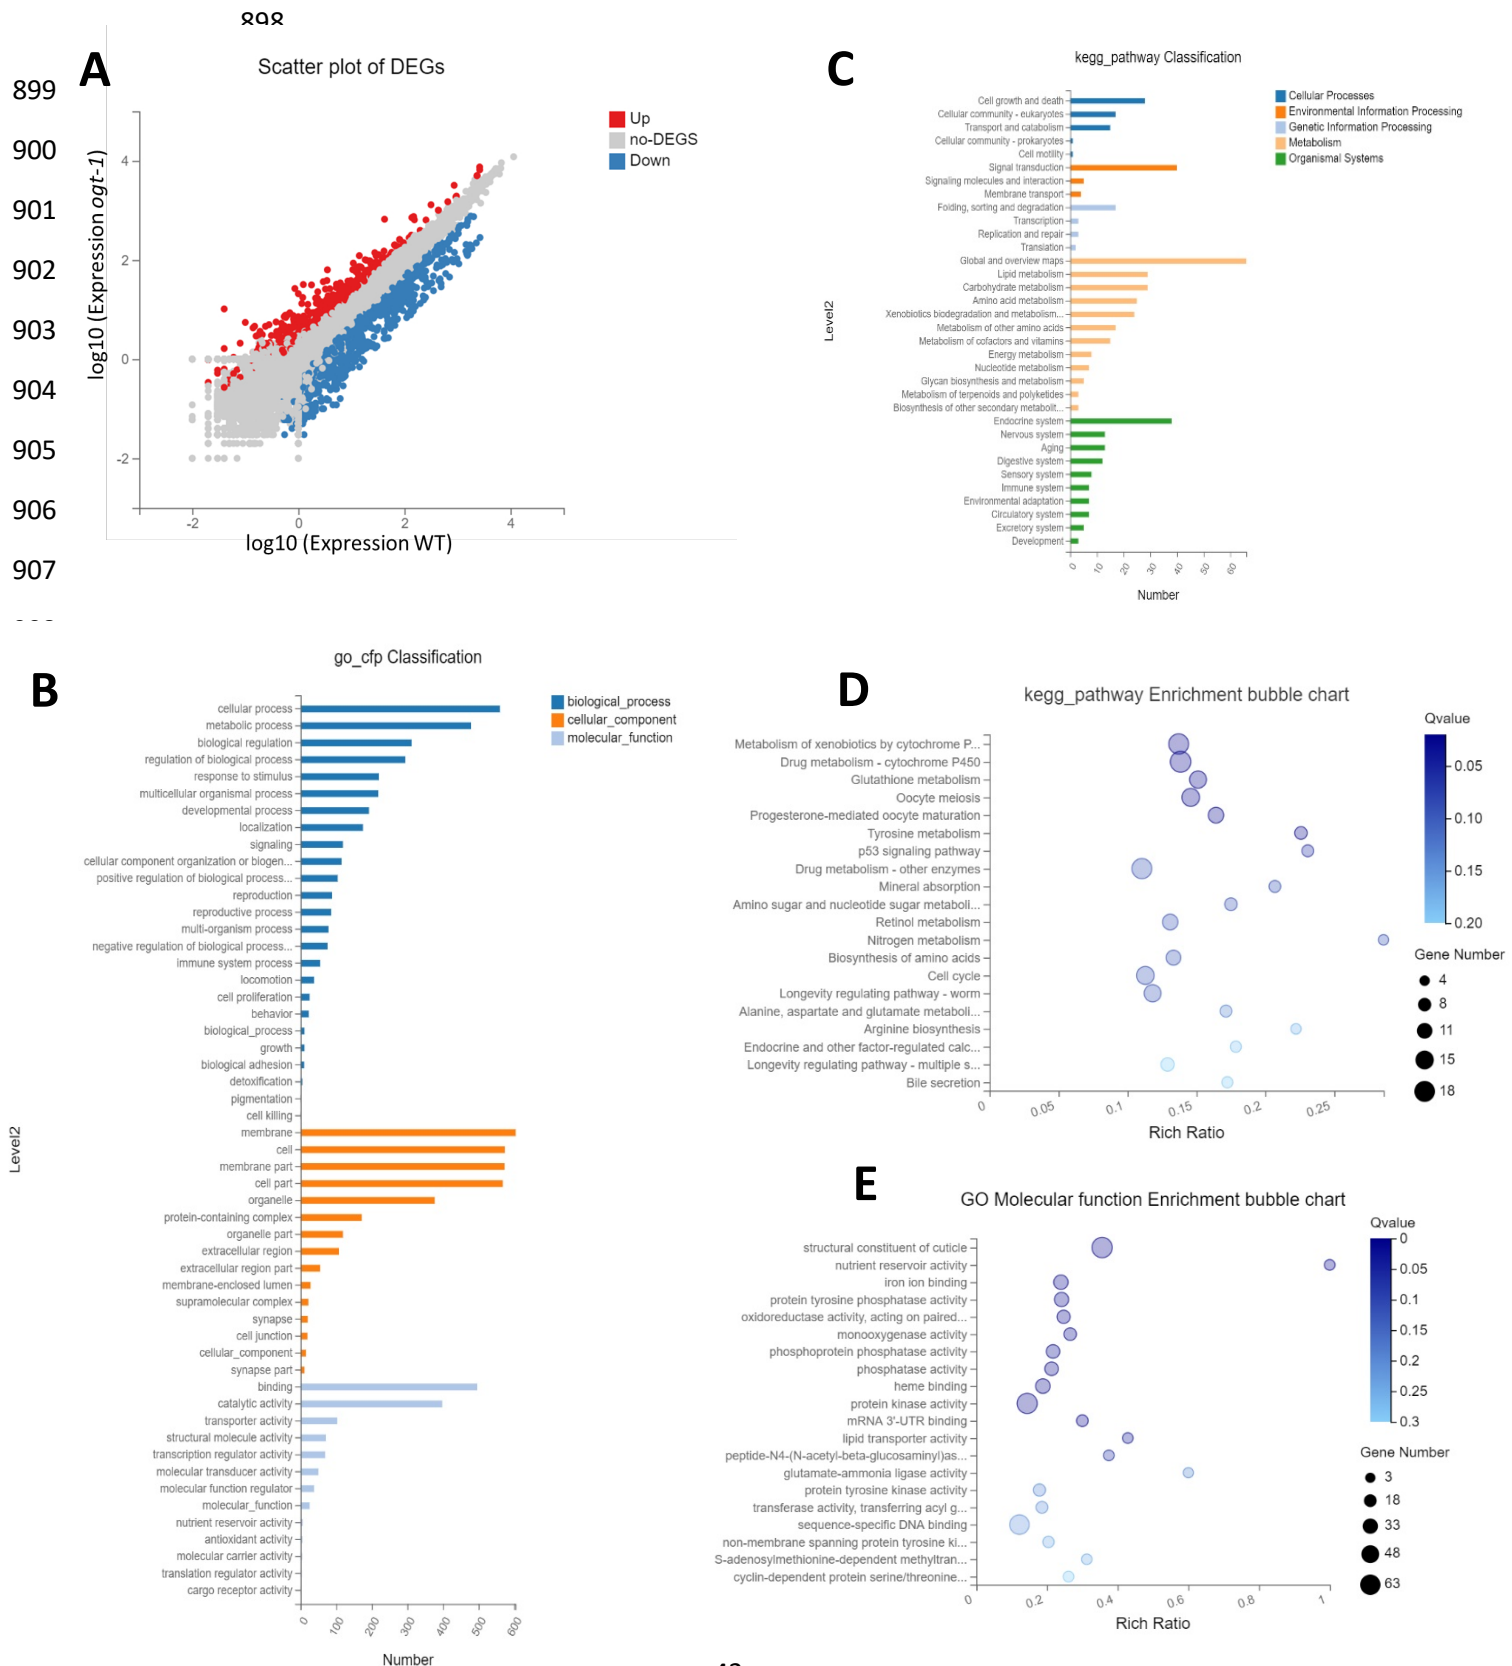 898
899
900
901
902
903
904
905
906
907
A
Scatter plot of DEGs
Up
no-DEGS
Down
log10 (Expression ogt-1)
4
2
0
-2
-2
0
2
4
log10 (Expression WT)
C
kegg_pathway Classification
Cellular Processes
Environmental Information Processing
Genetic Information Processing
Metabolism
Organismal Systems
Level2
Cell growth and death
Cellular community - eukaryotes
Transport and catabolism
Cellular community - prokaryotes
Cell motility
Signal transduction
Signaling molecules and interaction
Membrane transport
Folding, sorting and degradation
Transcription
Replication and repair
Translation
Global and overview maps
Lipid metabolism
Carbohydrate metabolism
Amino acid metabolism
Xenobiotics biodegradation and metabolism...
Metabolism of other amino acids
Metabolism of cofactors and vitamins
Energy metabolism
Nucleotide metabolism
Glycan biosynthesis and metabolism
Metabolism of terpenoids and polyketides
Biosynthesis of other secondary metabolit...
Endocrine system
Nervous system
Aging
Digestive system
Sensory system
Immune system
Environmental adaptation
Circulatory system
Excretory system
Development
0
10
20
30
40
50
60
Number
B
go_cfp Classification
biological_process
cellular_component
molecular_function
Level2
cellular process
metabolic process
biological regulation
regulation of biological process
response to stimulus
multicellular organismal process
developmental process
localization
signaling
cellular component organization or biogen...
positive regulation of biological process...
reproduction
reproductive process
multi-organism process
negative regulation of biological process...
immune system process
locomotion
cell proliferation
behavior
biological_process
growth
biological adhesion
detoxification
pigmentation
cell killing
membrane
cell
membrane part
cell part
organelle
protein-containing complex
organelle part
extracellular region
extracellular region part
membrane-enclosed lumen
supramolecular complex
synapse
cell junction
cellular_component
synapse part
binding
catalytic activity
transporter activity
structural molecule activity
transcription regulator activity
molecular transducer activity
molecular function regulator
molecular_function
nutrient reservoir activity
antioxidant activity
molecular carrier activity
translation regulator activity
cargo receptor activity
0
100
200
300
400
500
600
Number
D
kegg_pathway Enrichment bubble chart
Metabolism of xenobiotics by cytochrome P...
Drug metabolism - cytochrome P450
Glutathione metabolism
Oocyte meiosis
Progesterone-mediated oocyte maturation
Tyrosine metabolism
p53 signaling pathway
Drug metabolism - other enzymes
Mineral absorption
Amino sugar and nucleotide sugar metaboli...
Retinol metabolism
Nitrogen metabolism
Biosynthesis of amino acids
Cell cycle
Longevity regulating pathway - worm
Alanine, aspartate and glutamate metaboli...
Arginine biosynthesis
Endocrine and other factor-regulated calc...
Longevity regulating pathway - multiple s...
Bile secretion
0
0.05
0.1
0.15
0.2
0.25
Rich Ratio
Qvalue
0.05
0.10
0.15
0.20
Gene Number
4
8
11
15
18
E
GO Molecular function Enrichment bubble chart
structural constituent of cuticle
nutrient reservoir activity
iron ion binding
protein tyrosine phosphatase activity
oxidoreductase activity, acting on paired...
monooxygenase activity
phosphoprotein phosphatase activity
phosphatase activity
heme binding
protein kinase activity
mRNA 3'-UTR binding
lipid transporter activity
peptide-N4-(N-acetyl-beta-glucosaminyl)as...
glutamate-ammonia ligase activity
protein tyrosine kinase activity
transferase activity, transferring acyl g...
sequence-specific DNA binding
non-membrane spanning protein tyrosine ki...
S-adenosylmethionine-dependent methyltran...
cyclin-dependent protein serine/threonine...
0
0.2
0.4
0.6
0.8
1
Rich Ratio
Qvalue
0
0.05
0.1
0.15
0.2
0.25
0.3
Gene Number
3
18
33
48
63